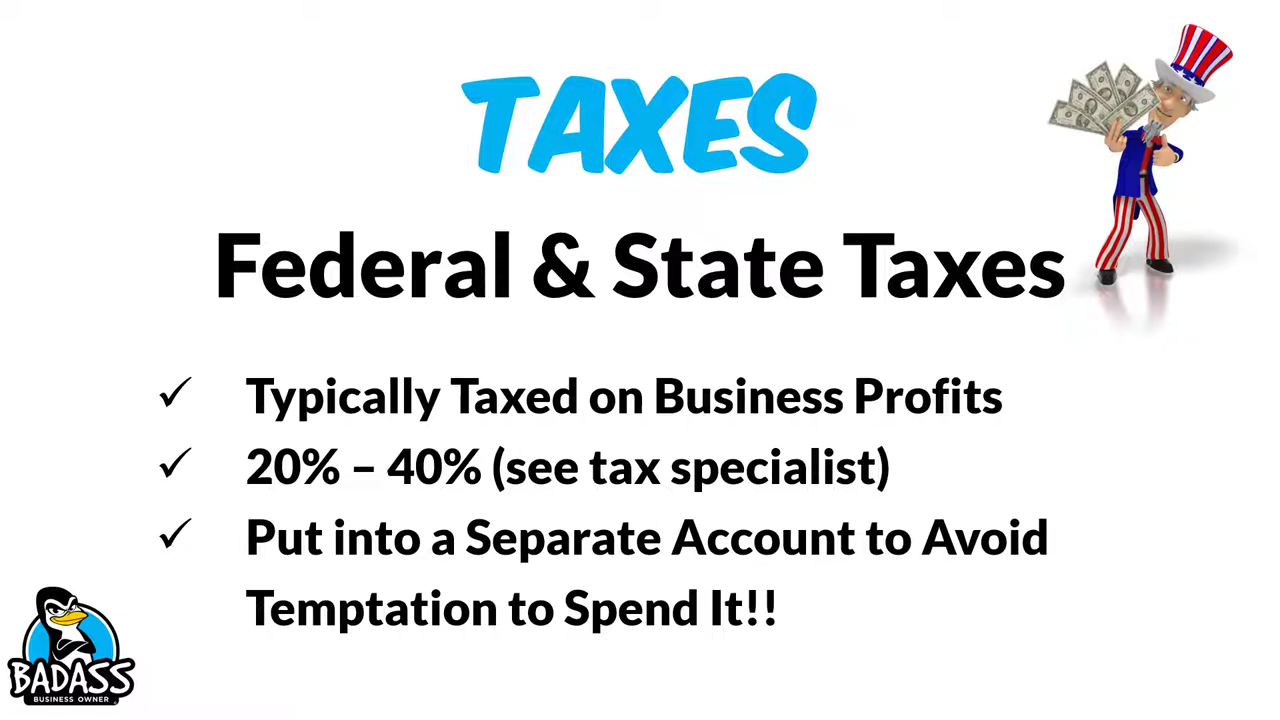 TAXES
Federal & State Taxes
✓ Typically Taxed on Business Profits
✓ 20% – 40% (see tax specialist)
✓ Put into a Separate Account to Avoid
Temptation to Spend It!!
BADASS
BUSINESS OWNER